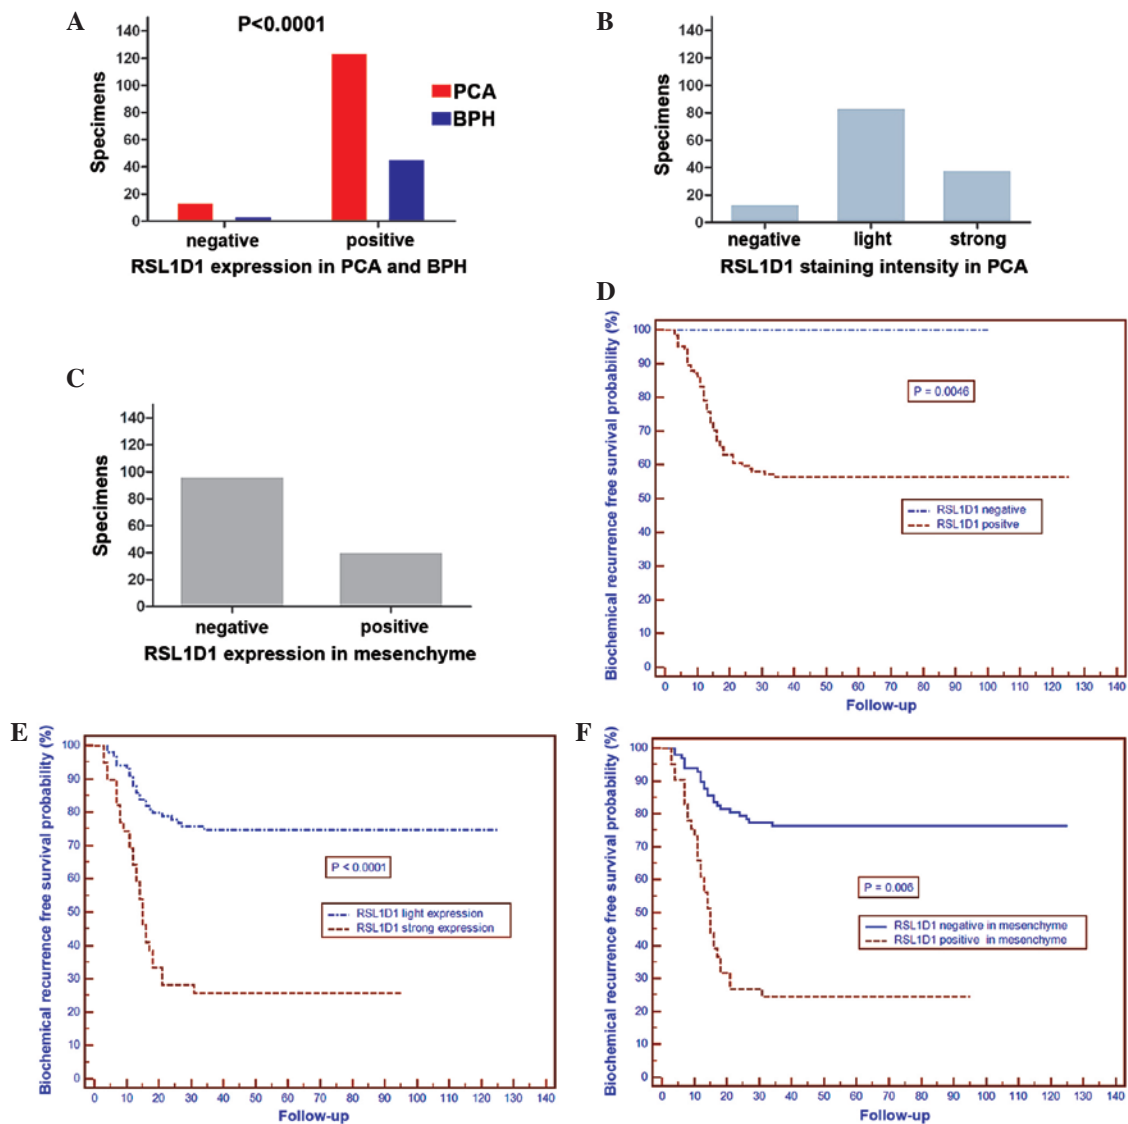 A
P<0.0001
140
120
100
80
60
40
20
0
Specimens
PCA
BPH
negative positive
RSL1D1 expression in PCA and BPH
B
140
120
100
80
60
40
20
0
Specimens
negative light strong
RSL1D1 staining intensity in PCA
C
140
120
100
80
60
40
20
0
Specimens
negative positive
RSL1D1 expression in mesenchyme
D
Biochemical recurrence free survival probability (%)
100
90
80
70
60
50
40
30
20
10
0
P = 0.0046
RSL1D1 negative
RSL1D1 positve
0 10 20 30 40 50 60 70 80 90 100 110 120 130 140
Follow-up
E
Biochemical recurrence free survival probability (%)
100
90
80
70
60
50
40
30
20
10
0
P < 0.0001
RSL1D1 light expression
RSL1D1 strong expression
0 10 20 30 40 50 60 70 80 90 100 110 120 130 140
Follow-up
F
Biochemical recurrence free survival probability (%)
100
90
80
70
60
50
40
30
20
10
0
P = 0.006
RSL1D1 negative in mesenchyme
RSL1D1 positive in mesenchyme
0 10 20 30 40 50 60 70 80 90 100 110 120 130 140
Follow-up